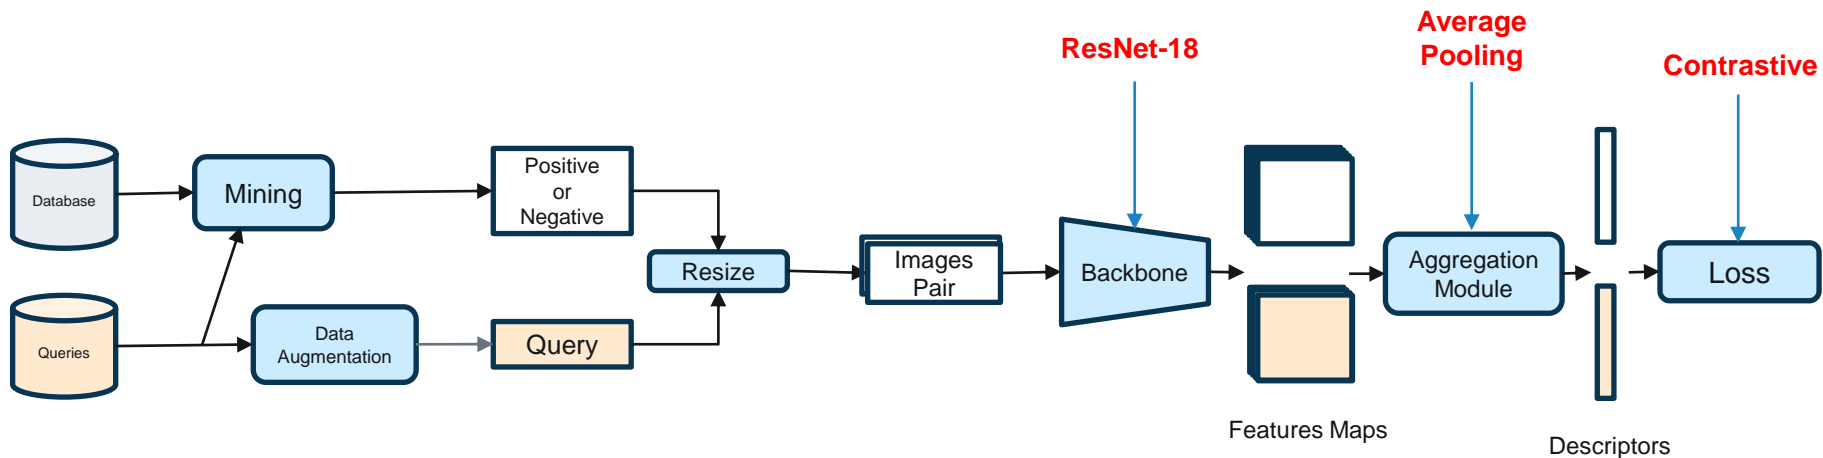 ResNet-18
Average
Pooling
Contrastive
Database
Mining
Positive
or
Negative
Resize
Images
Pair
Backbone
Aggregation
Module
Loss
Queries
Data
Augmentation
Query
Features Maps
Descriptors